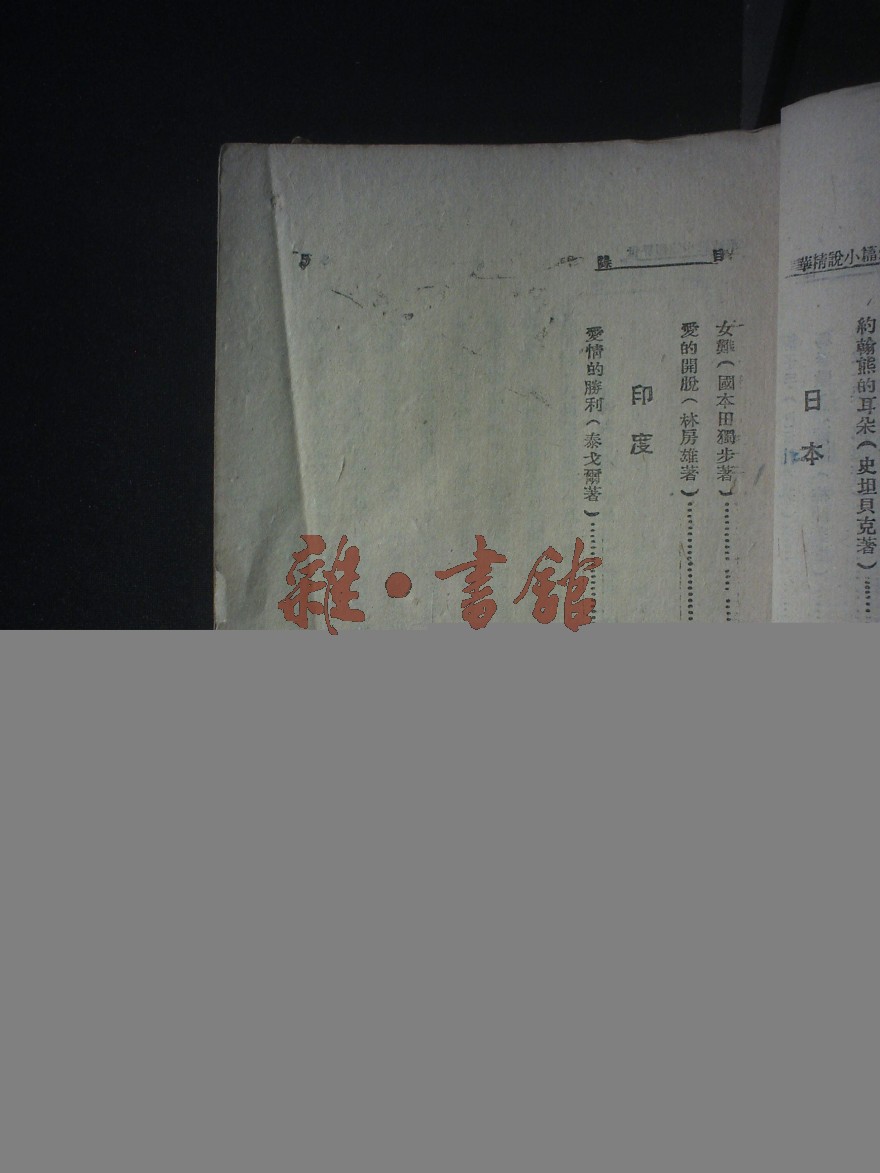 華精說小篇
約翰熊的耳朵（史坦貝克著）
日本
目錄
女難（國本田獨步著）
愛的開脫（林房雄著）
印度
愛情的勝利（泰戈爾著）
雜·書館